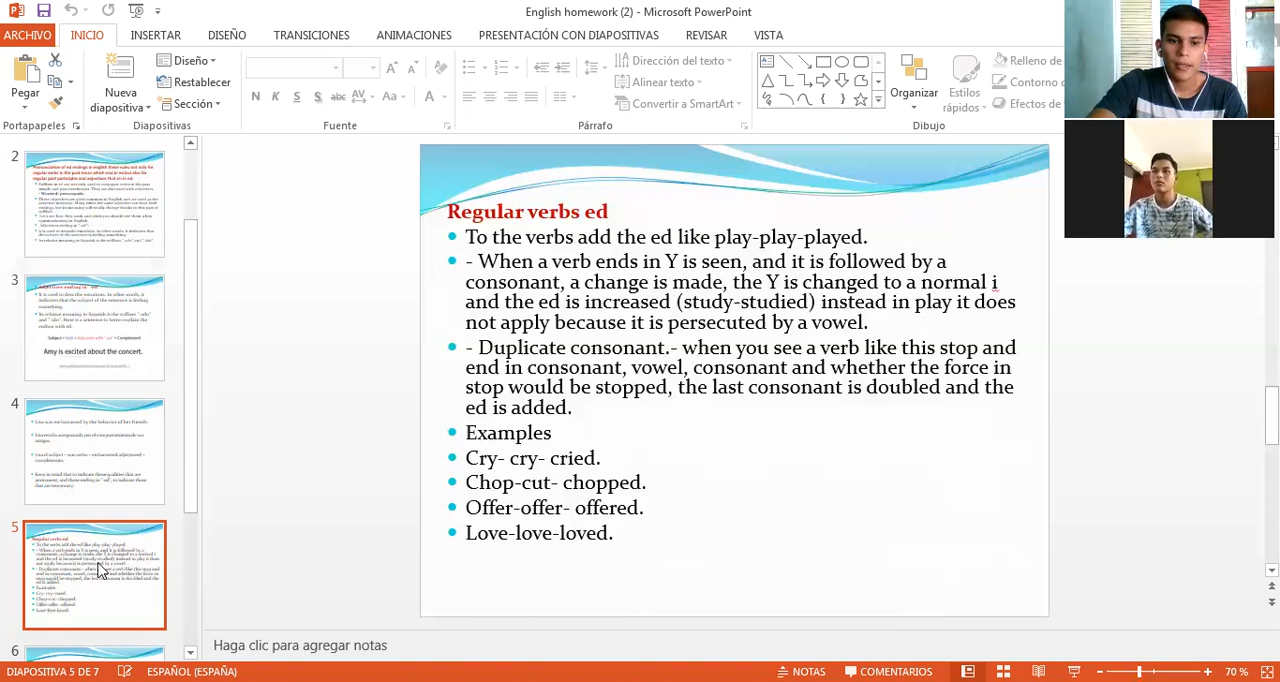 English homework (2) - Microsoft PowerPoint
ARCHIVO INICIO INSERTAR DISEÑO TRANSICIONES ANIMACIONES PRESENTACIÓN CON DIAPOSITIVAS REVISAR VISTA
Pegar
Nueva
diapositiva
Diseño
Restablecer
Sección
N K S S abc AV Aa A
Dirección del texto
Alinear texto
Convertir a SmartArt
Organizar
Estilos
rápidos
Relleno de
Contorno
Efectos de
Portapapeles Diapositivas Fuente Párrafo Dibujo
2
3
Amy is excited about the concert.
4
5
6
Regular verbs ed
To the verbs add the ed like play-play-played.
- When a verb ends in Y is seen, and it is followed by a
consonant, a change is made, the Y is changed to a normal i
and the ed is increased (study-studied) instead in play it does
not apply because it is persecuted by a vowel.
- Duplicate consonant.- when you see a verb like this stop and
end in consonant, vowel, consonant and whether the force in
stop would be stopped, the last consonant is doubled and the
ed is added.
Examples
Cry- cry- cried.
Chop-cut- chopped.
Offer-offer- offered.
Love-love-loved.
Haga clic para agregar notas
DIAPOSITIVA 5 DE 7 ESPAÑOL (ESPAÑA) NOTAS COMENTARIOS 70 %